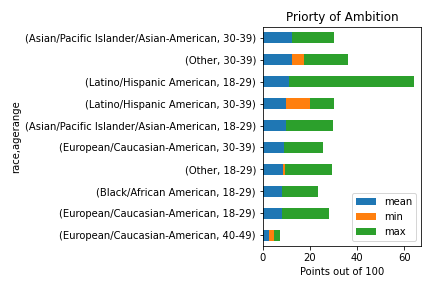 Priorty of Ambition
(Asian/Pacific Islander/Asian-American, 30-39)
(Other, 30-39)
(Latino/Hispanic American, 18-29)
(Latino/Hispanic American, 30-39)
(Asian/Pacific Islander/Asian-American, 18-29)
(European/Caucasian-American, 30-39)
(Other, 18-29)
(Black/African American, 18-29)
(European/Caucasian-American, 18-29)
(European/Caucasian-American, 40-49)
race,agerange
mean
min
max
0 20 40 60
Points out of 100